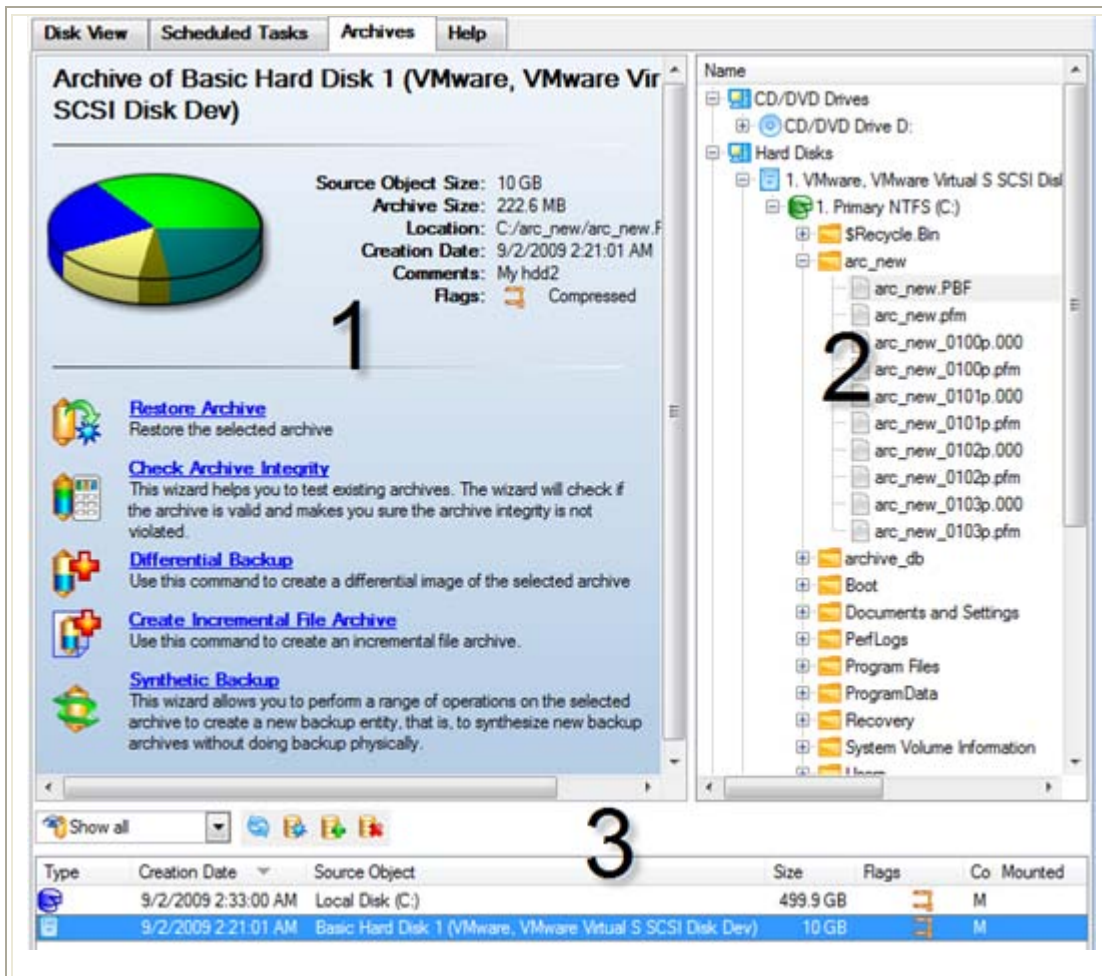 Disk View Scheduled Tasks Archives Help
Archive of Basic Hard Disk 1 (VMware, VMware Vir
SCSI Disk Dev)
Source Object Size: 10 GB
Archive Size: 222.6 MB
Location: C:/arc_new/arc_new.F
Creation Date: 9/2/2009 2:21:01 AM
Comments: My hdd2
Flags: Compressed
1
Restore Archive
Restore the selected archive
Check Archive Integrity
This wizard helps you to test existing archives. The wizard will check if
the archive is valid and makes you sure the archive integrity is not
violated.
Differential Backup
Use this command to create a differential image of the selected archive
Create Incremental File Archive
Use this command to create an incremental file archive.
Synthetic Backup
This wizard allows you to perform a range of operations on the selected
archive to create a new backup entity, that is, to synthesize new backup
archives without doing backup physically.
Name
CD/DVD Drives
CD/DVD Drive D:
Hard Disks
1. VMware, VMware Virtual S SCSI Disl
1. Primary NTFS (C:)
$Recycle.Bin
arc_new
arc_new.PBF
arc_new.pfm
arc_new_0100p.000
arc_new_0100p.pfm
arc_new_0101p.000
arc_new_0101p.pfm
arc_new_0102p.000
arc_new_0102p.pfm
arc_new_0103p.000
arc_new_0103p.pfm
2
archive_db
Boot
Documents and Settings
PerfLogs
Program Files
ProgramData
Recovery
System Volume Information
Users
Show all
3
Type Creation Date Source Object Size Flags Co Mounted
9/2/2009 2:33:00 AM Local Disk (C:) 499.9 GB M
9/2/2009 2:21:01 AM Basic Hard Disk 1 (VMware, VMware Virtual S SCSI Disk Dev) 10 GB M